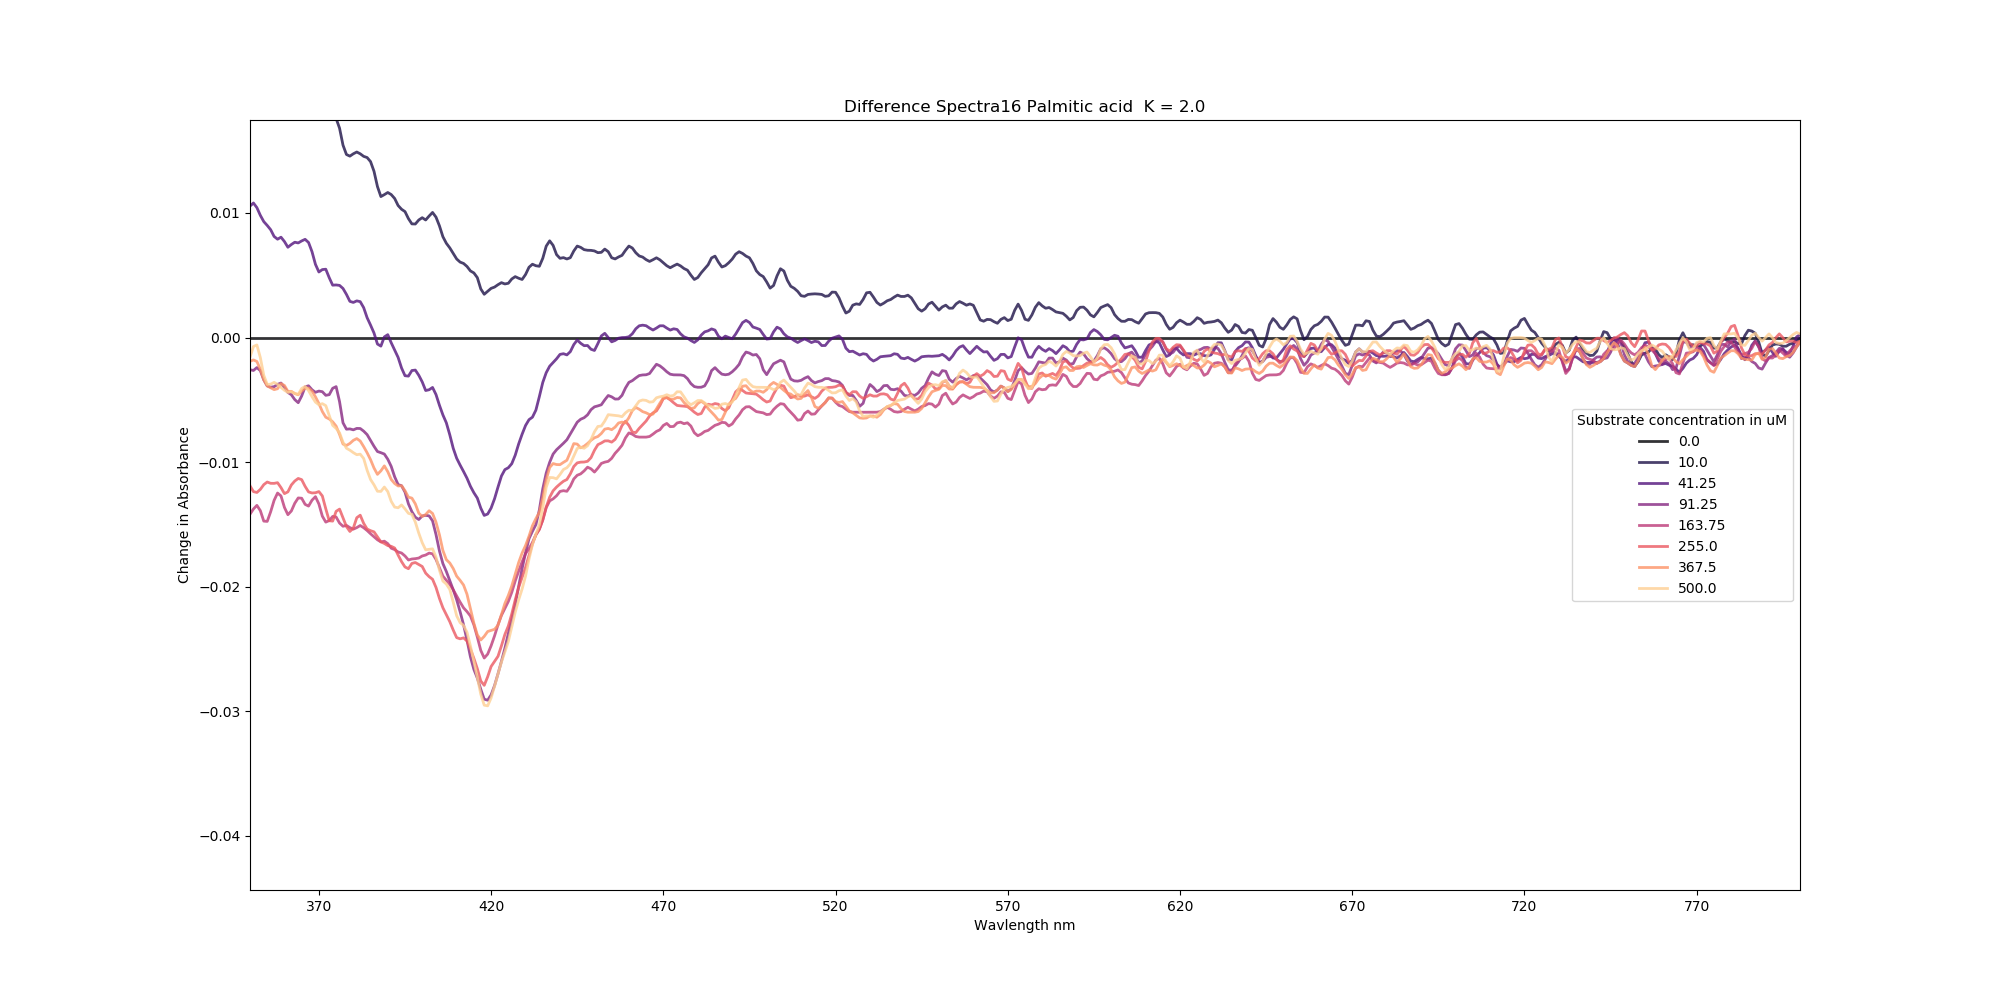 Difference Spectra16 Palmitic acid  K = 2.0
Change in Absorbance
0.01
0.00
−0.01
−0.02
−0.03
−0.04
Substrate concentration in uM
0.0
10.0
41.25
91.25
163.75
255.0
367.5
500.0
370 420 470 520 570 620 670 720 770
Wavlength nm